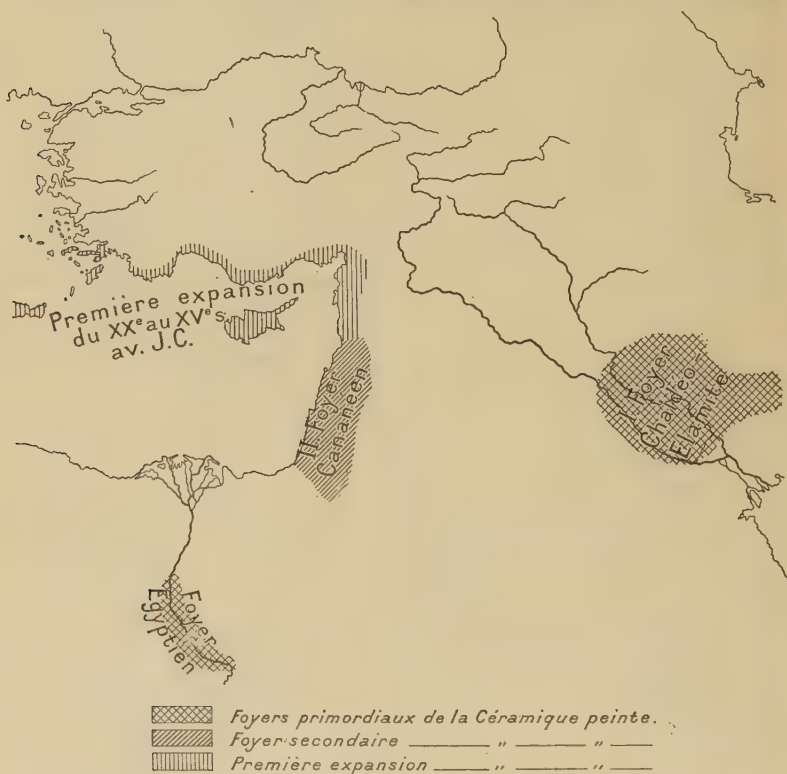 Première expansion
du XXe au XVe s.
av. J.C.
II. Foyer
Cananéen
I. Foyer
Chaldéo-
Elamite
Foyer
Egyptien
Foyers primordiaux de la Céramique peinte.
Foyer secondaire ——— „ ——— „ ———
Première expansion ——— „ ——— „ ———